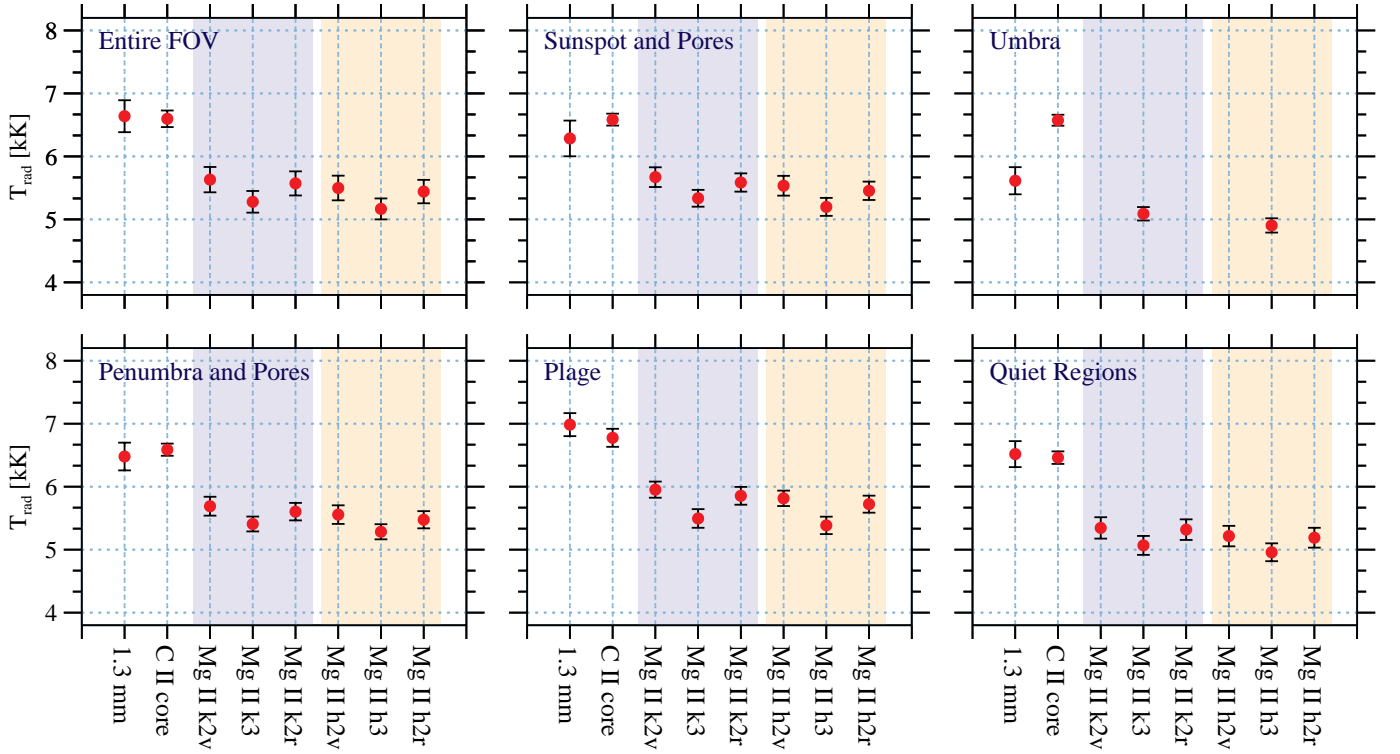 Entire FOV
Sunspot and Pores
Umbra
8
7
6
5
4
T_rad [kK]
Penumbra and Pores
Plage
Quiet Regions
8
7
6
5
4
T_rad [kK]
1.3 mm
C II core
Mg II k2v
Mg II k3
Mg II k2r
Mg II h2v
Mg II h3
Mg II h2r
1.3 mm
C II core
Mg II k2v
Mg II k3
Mg II k2r
Mg II h2v
Mg II h3
Mg II h2r
1.3 mm
C II core
Mg II k2v
Mg II k3
Mg II k2r
Mg II h2v
Mg II h3
Mg II h2r